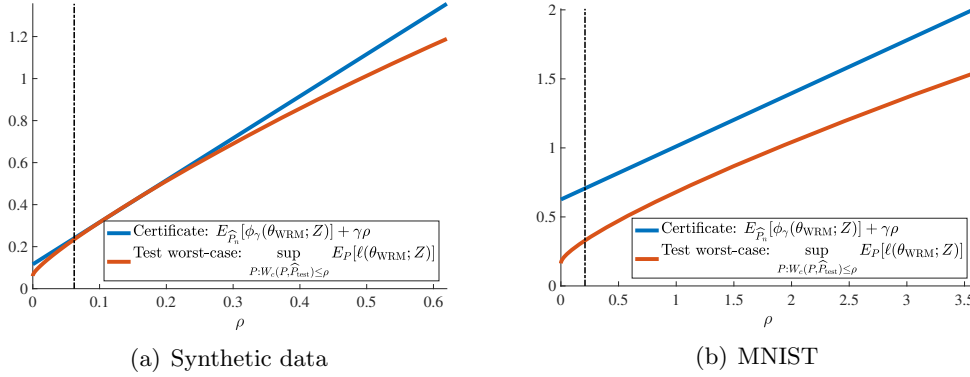 1.2
1
0.8
0.6
0.4
0.2
0
0 0.1 0.2 0.3 0.4 0.5 0.6
ρ
Certificate: E_{\widehat{P}_n}[ϕ_γ(θ_WRM; Z)] + γρ
Test worst-case: sup_{P:W_c(P,\widehat{P}_test)≤ρ} E_P[ℓ(θ_WRM; Z)]
(a) Synthetic data
2
1.5
1
0.5
0
0 0.5 1 1.5 2 2.5 3 3.5
ρ
Certificate: E_{\widehat{P}_n}[ϕ_γ(θ_WRM; Z)] + γρ
Test worst-case: sup_{P:W_c(P,\widehat{P}_test)≤ρ} E_P[ℓ(θ_WRM; Z)]
(b) MNIST